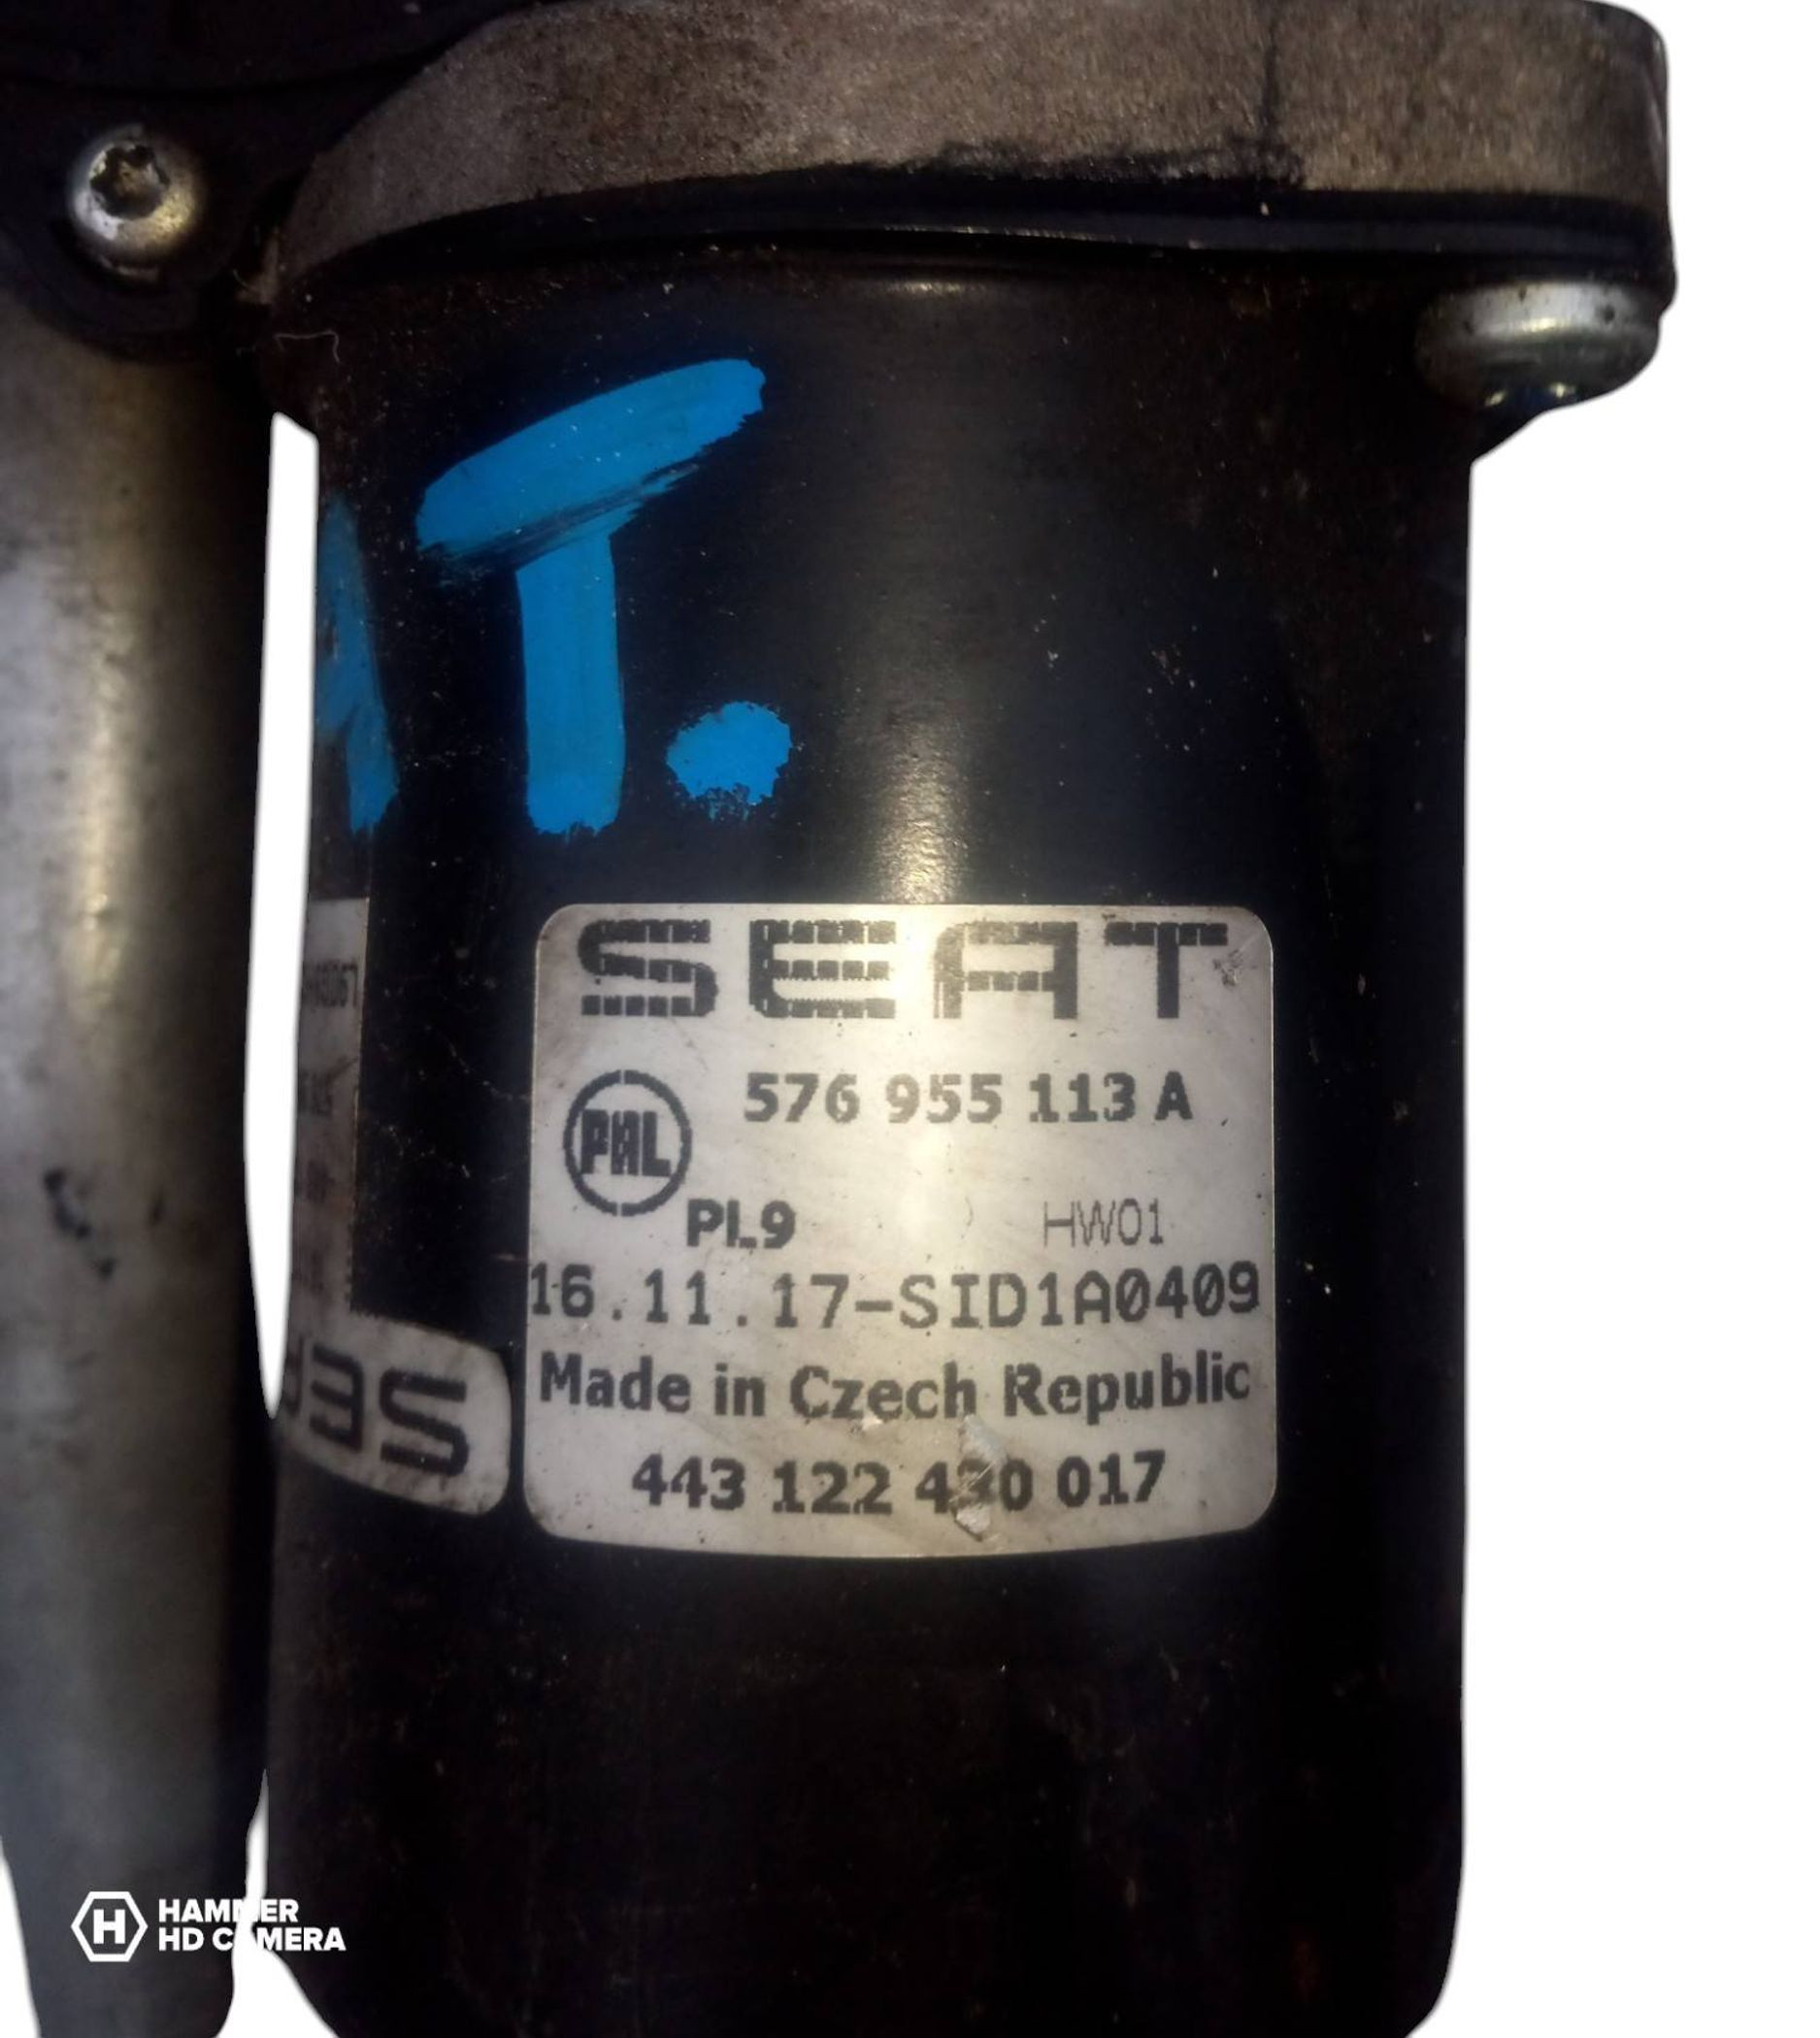 T.
SEAT
576 955 113 A
PAL
PL9 HW01
16.11.17-SID1A0409
Made in Czech Republic
443 122 430 017
HAMMER
HD CAMERA